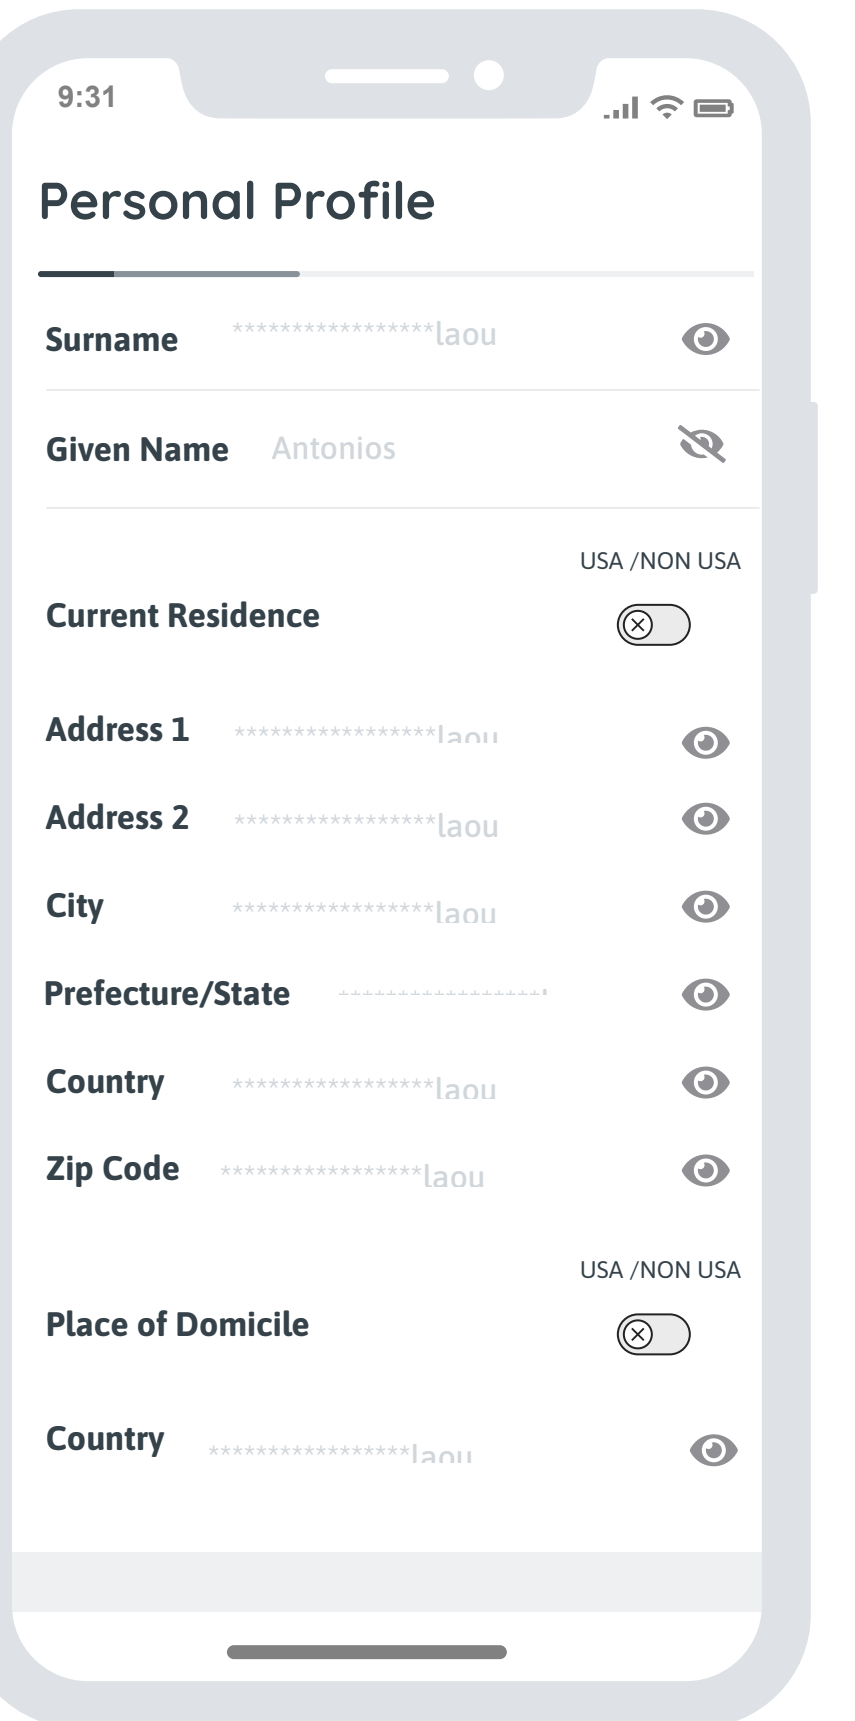 9:31
Personal Profile
Surname *****************laou
Given Name Antonios
USA /NON USA
Current Residence
Address 1 *****************laou
Address 2 *****************laou
City *****************laou
Prefecture/State
Country *****************laou
Zip Code *****************laou
USA /NON USA
Place of Domicile
Country *****************laou